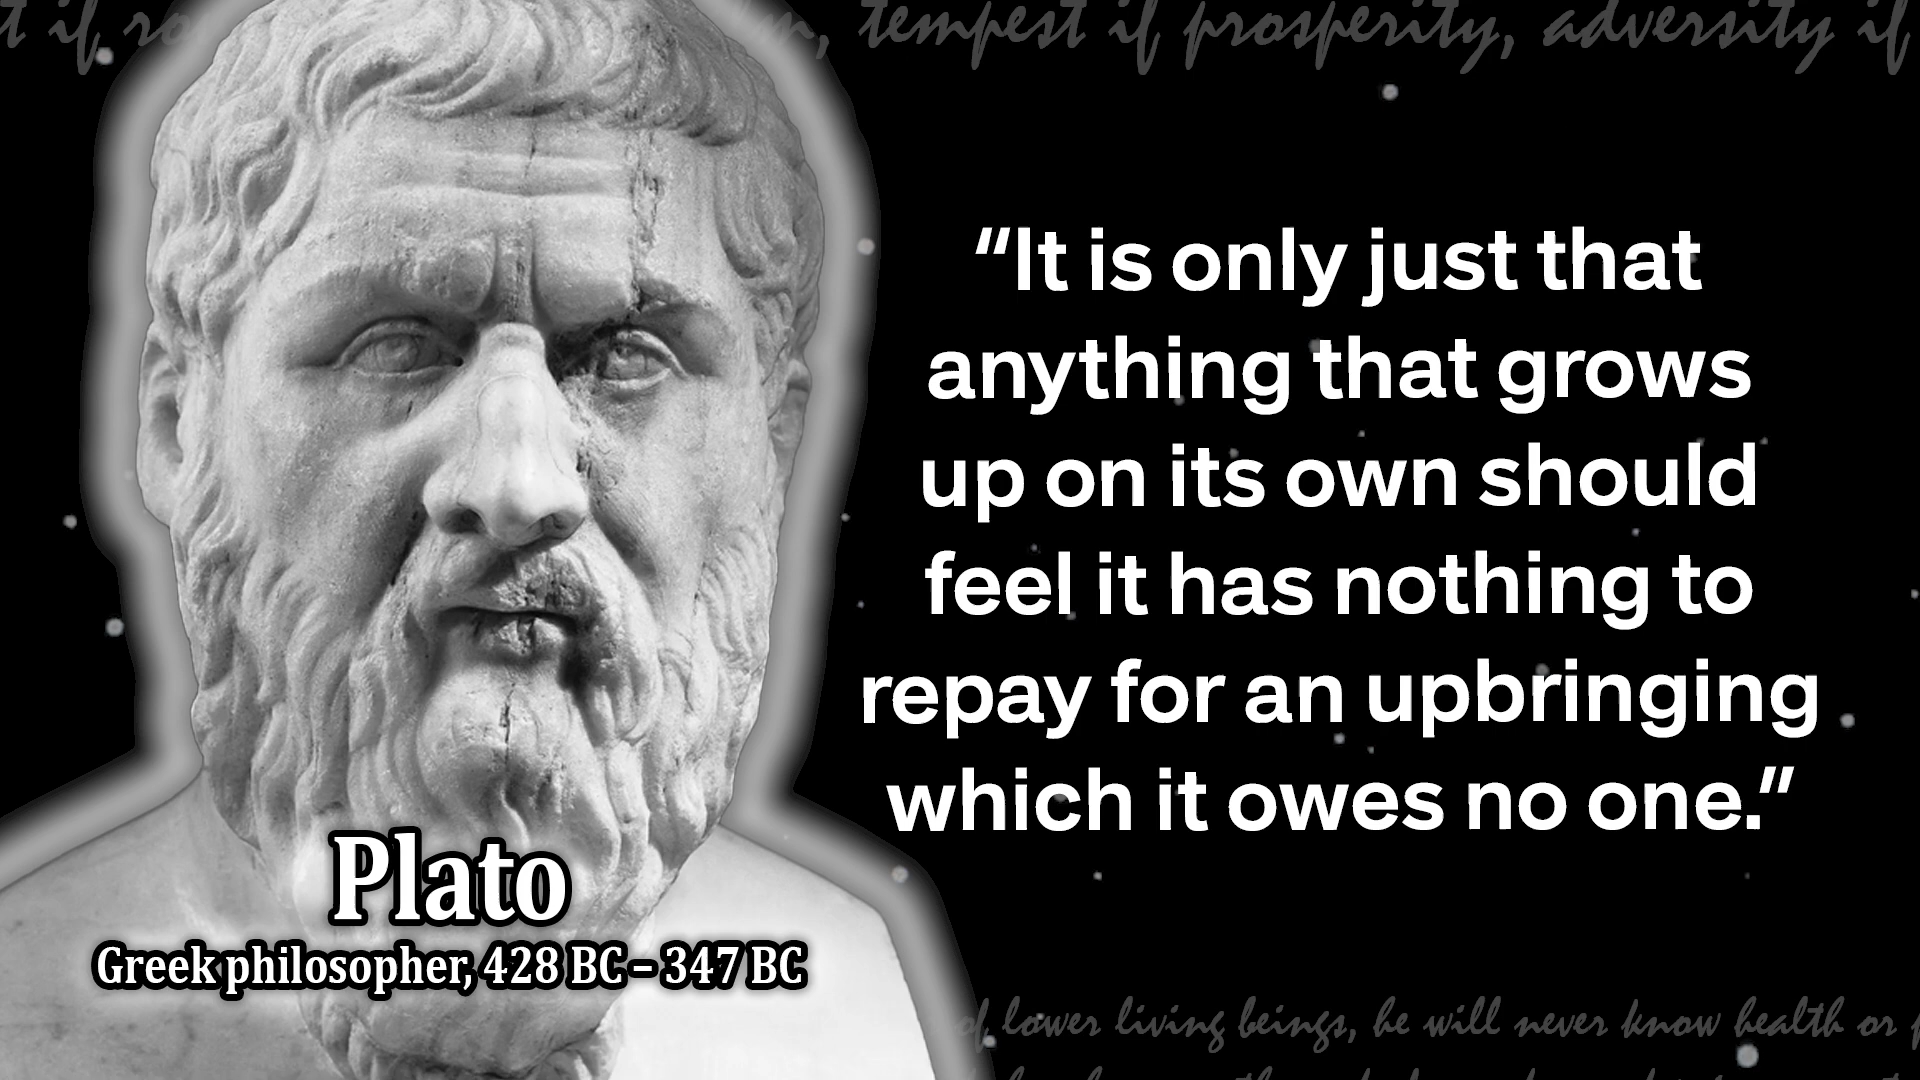 tempest if prosperity, adversity if
“It is only just that
anything that grows
up on its own should
feel it has nothing to
repay for an upbringing
which it owes no one.”
Plato
Greek philosopher, 428 BC – 347 BC
of lower living beings, he will never know health or